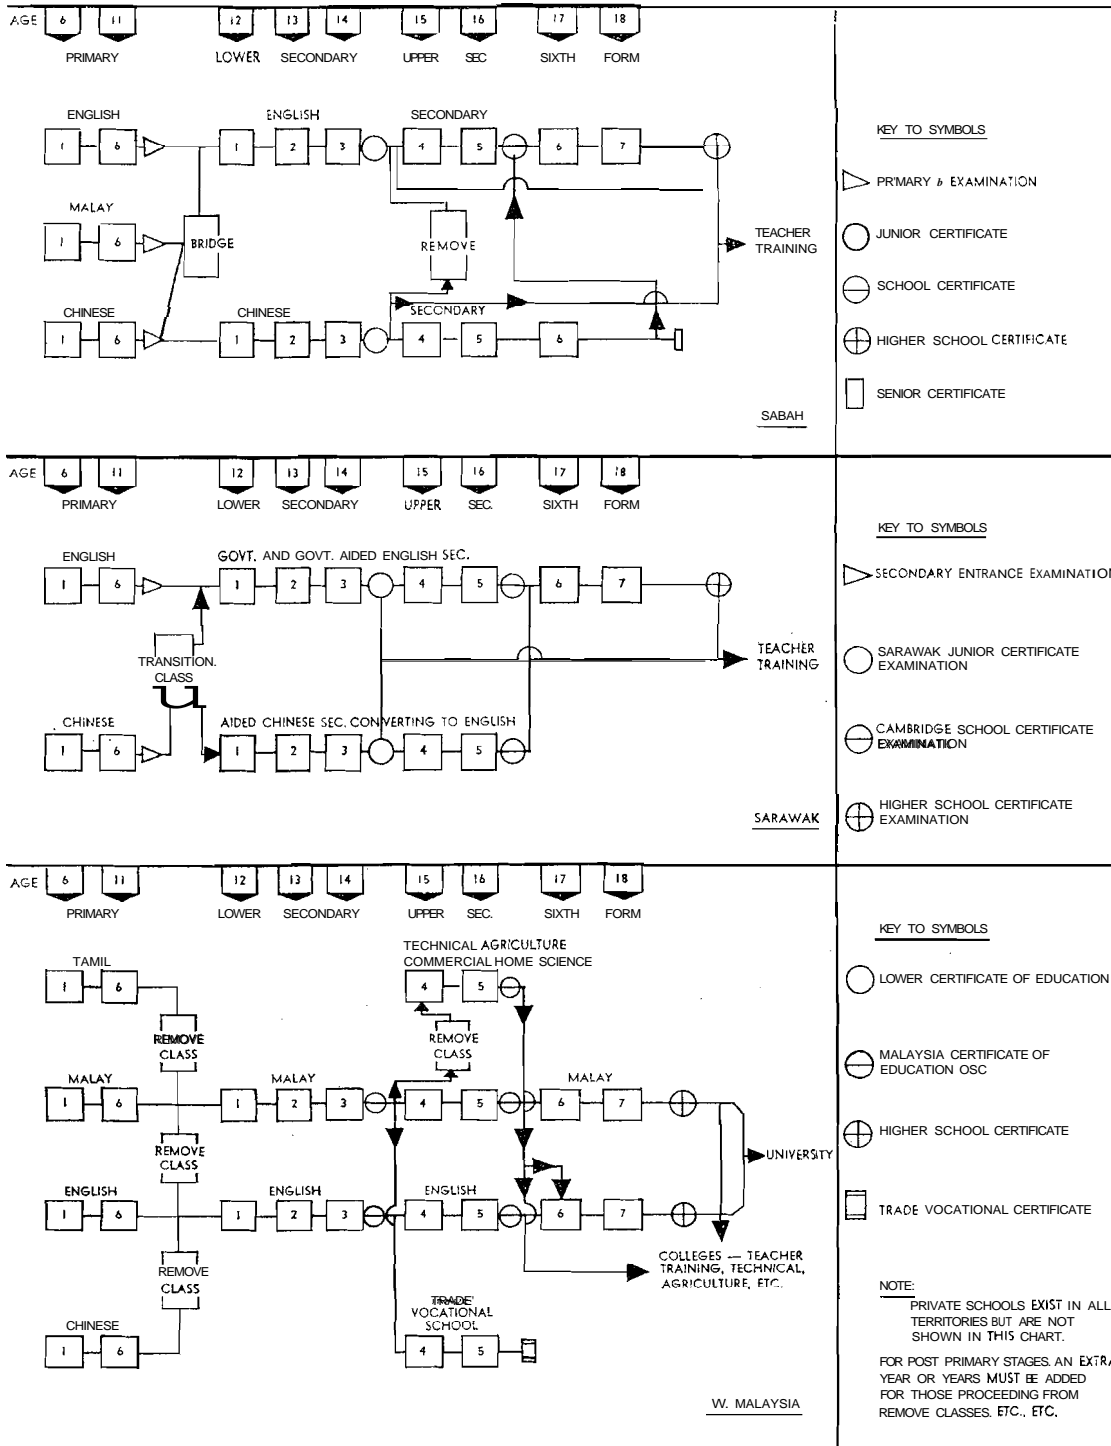 AGE 6 11 12 13 14 15 16 17 18
PRIMARY LOWER SECONDARY UPPER SEC SIXTH FORM
ENGLISH ENGLISH SECONDARY
1 6 1 2 3 4 5 6 7
MALAY
1 6 BRIDGE REMOVE
TEACHER
TRAINING
CHINESE CHINESE SECONDARY
1 6 1 2 3 4 5 6
SABAH
KEY TO SYMBOLS
PR'MARY 6 EXAMINATION
JUNIOR CERTIFICATE
SCHOOL CERTIFICATE
HIGHER SCHOOL CERTIFICATE
SENIOR CERTIFICATE
AGE 6 11 12 13 14 15 16 17 18
PRIMARY LOWER SECONDARY UPPER SEC. SIXTH FORM
ENGLISH GOVT. AND GOVT. AIDED ENGLISH SEC.
1 6 1 2 3 4 5 6 7
TRANSITION.
CLASS
TEACHER
TRAINING
CHINESE AIDED CHINESE SEC. CONVERTING TO ENGLISH
1 6 1 2 3 4 5
SARAWAK
KEY TO SYMBOLS
SECONDARY ENTRANCE EXAMINATION
SARAWAK JUNIOR CERTIFICATE
EXAMINATION
CAMBRIDGE SCHOOL CERTIFICATE
EXAMINATION
HIGHER SCHOOL CERTIFICATE
EXAMINATION
AGE 6 11 12 13 14 15 16 17 18
PRIMARY LOWER SECONDARY UPPER SEC. SIXTH FORM
TECHNICAL AGRICULTURE
TAMIL COMMERCIAL HOME SCIENCE
1 6 4 5
REMOVE
CLASS
REMOVE
CLASS
MALAY MALAY MALAY
1 6 1 2 3 4 5 6 7
REMOVE
CLASS
UNIVERSITY
ENGLISH ENGLISH ENGLISH
1 6 1 2 3 4 5 6 7
REMOVE
CLASS
COLLEGES — TEACHER
TRAINING, TECHNICAL,
AGRICULTURE, ETC.
TRADE'
VOCATIONAL
SCHOOL
CHINESE
1 6 4 5
W. MALAYSIA
KEY TO SYMBOLS
LOWER CERTIFICATE OF EDUCATION
MALAYSIA CERTIFICATE OF
EDUCATION OSC
HIGHER SCHOOL CERTIFICATE
TRADE VOCATIONAL CERTIFICATE
NOTE:
PRIVATE SCHOOLS EXIST IN ALL
TERRITORIES BUT ARE NOT
SHOWN IN THIS CHART.
FOR POST PRIMARY STAGES. AN EXTRA
YEAR OR YEARS MUST BE ADDED
FOR THOSE PROCEEDING FROM
REMOVE CLASSES. ETC., ETC.